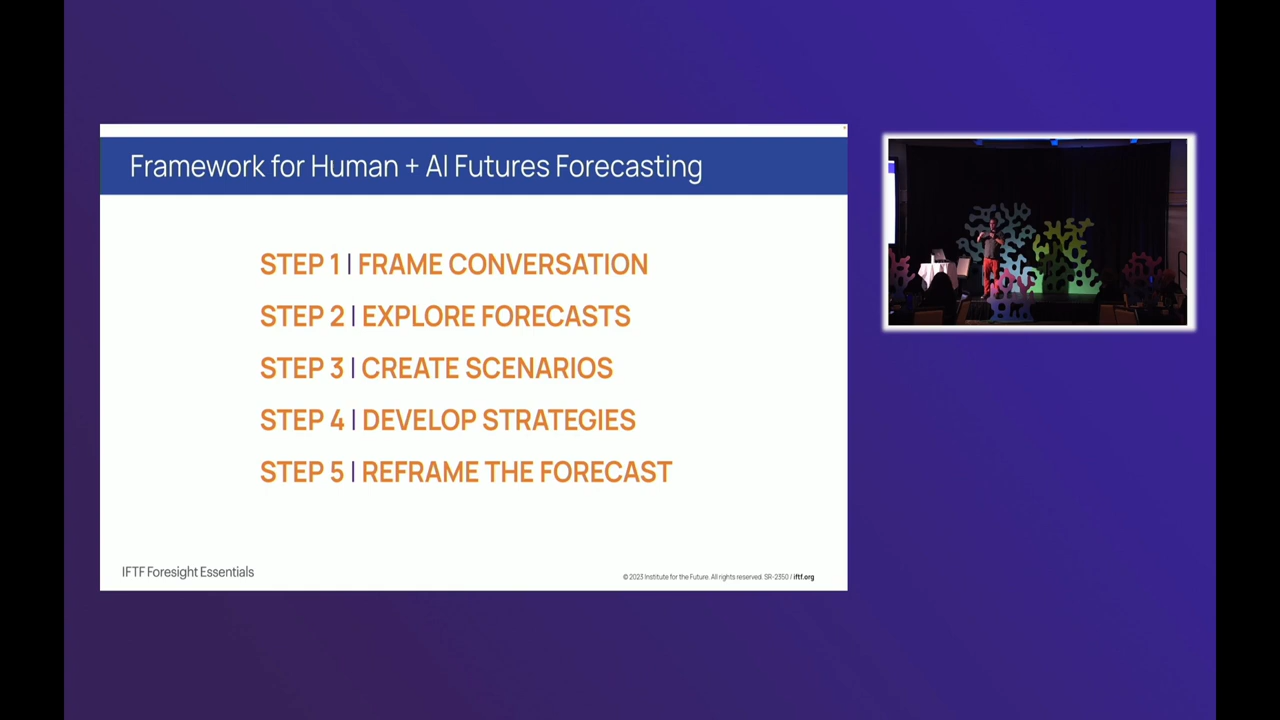 Framework for Human + AI Futures Forecasting
STEP 1 | FRAME CONVERSATION
STEP 2 | EXPLORE FORECASTS
STEP 3 | CREATE SCENARIOS
STEP 4 | DEVELOP STRATEGIES
STEP 5 | REFRAME THE FORECAST
IFTF Foresight Essentials
© 2023 Institute for the Future. All rights reserved. SR-2350 / iftf.org